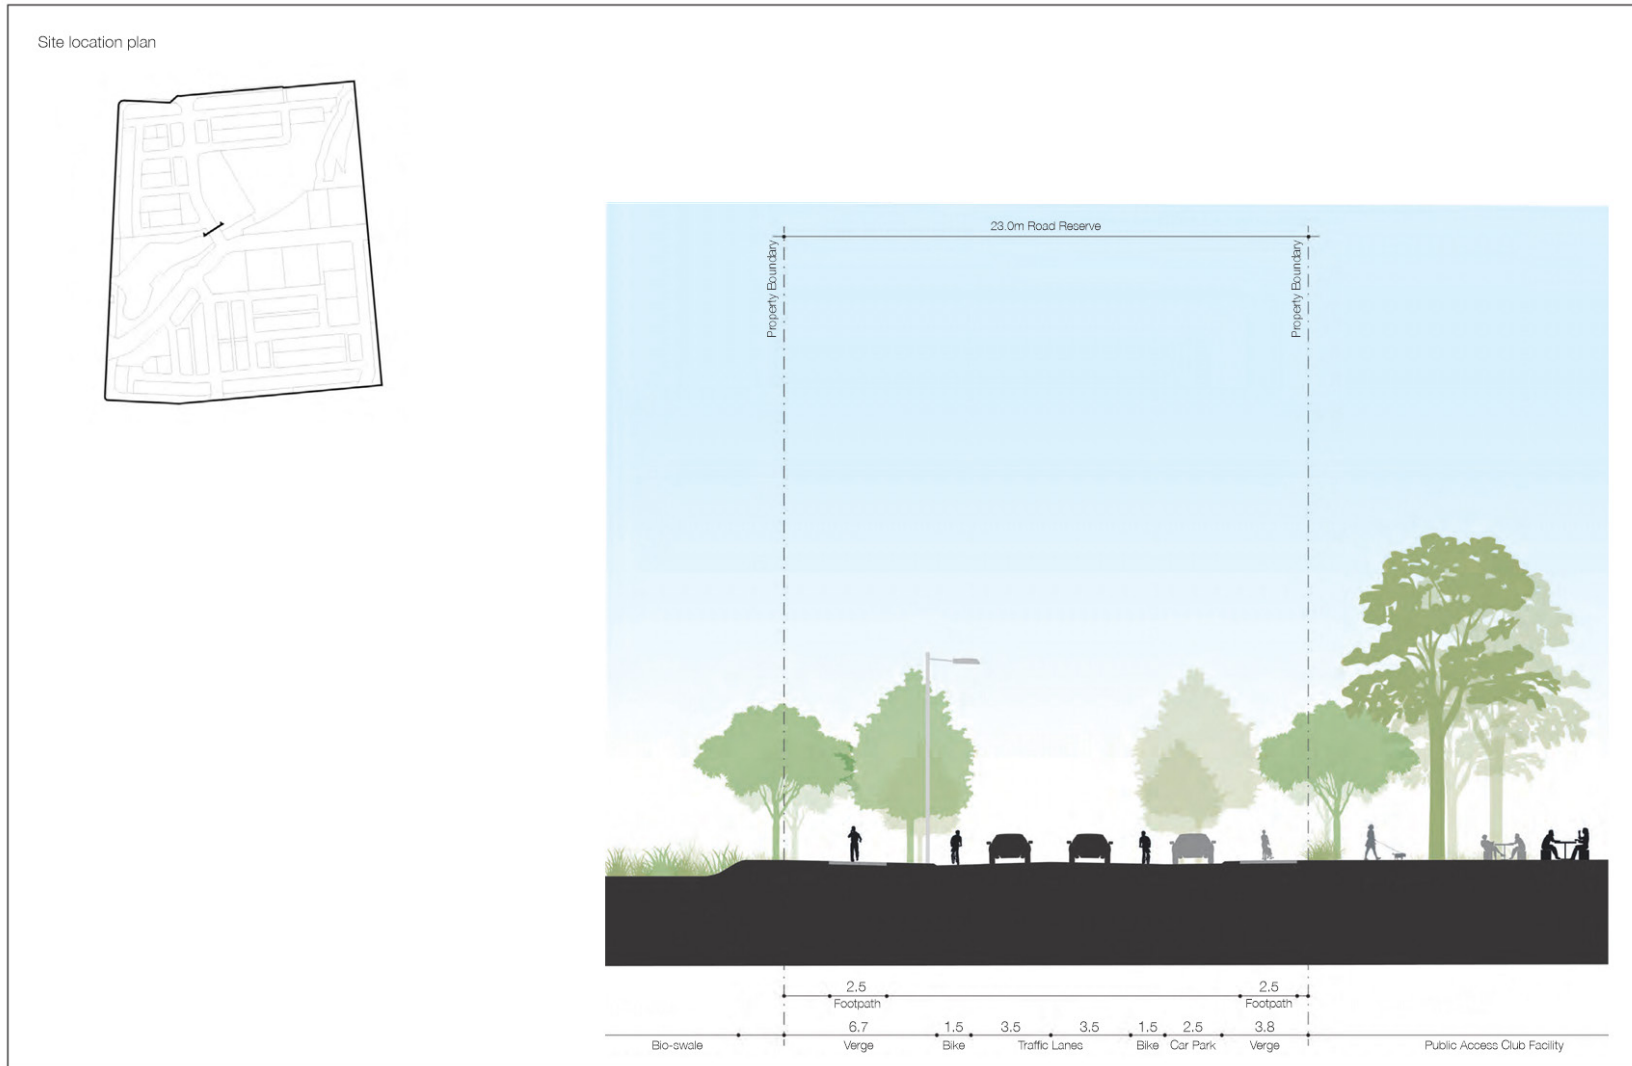 Site location plan
23.0m Road Reserve
Property Boundary
Property Boundary
2.5
2.5
Footpath
Footpath
6.7
1.5
3.5
3.5
1.5
2.5
3.8
Bio-swale
Verge
Bike
Traffic Lanes
Bike
Car Park
Verge
Public Access Club Facility